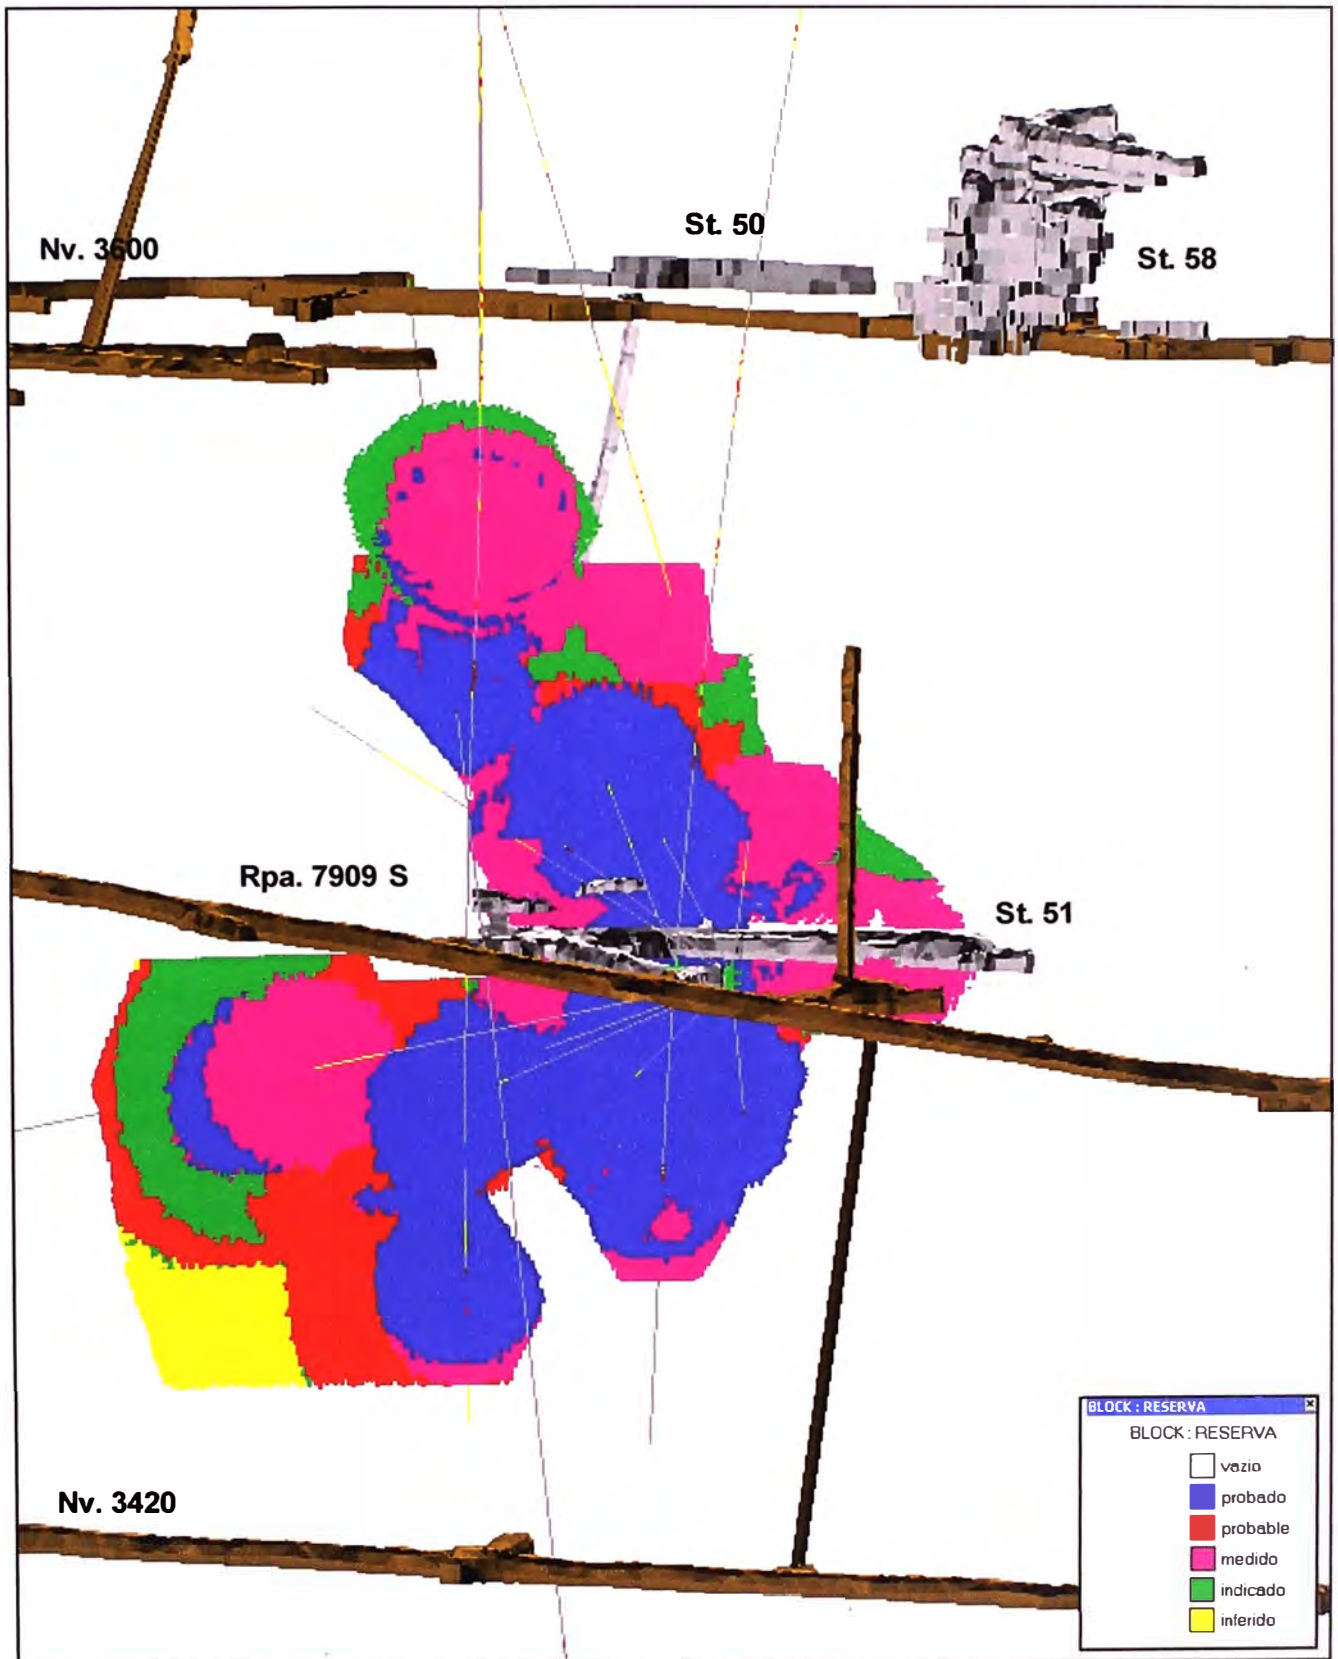 St. 50
Nv. 3600
St. 58
Rpa. 7909 S
St. 51
Nv. 3420
BLOCK : RESERVA
BLOCK : RESERVA
vazio
probado
probable
medido
indicado
inferido